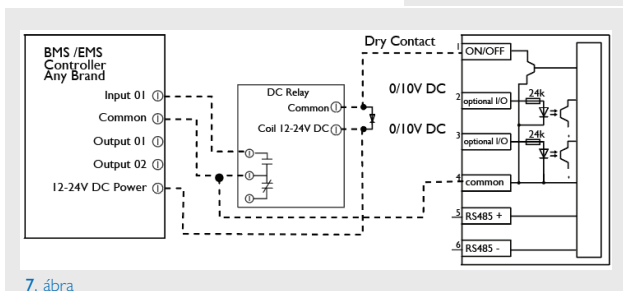 BMS /EMS
Controller
Any Brand
Input 01
Common
Output 01
Output 02
12-24V DC Power
DC Relay
Common
Coil 12-24V DC
Dry Contact
0/10V DC
0/10V DC
1
ON/OFF
2
optional I/O
24k
3
optional I/O
24k
4
common
5
RS485 +
6
RS485 -
7. ábra